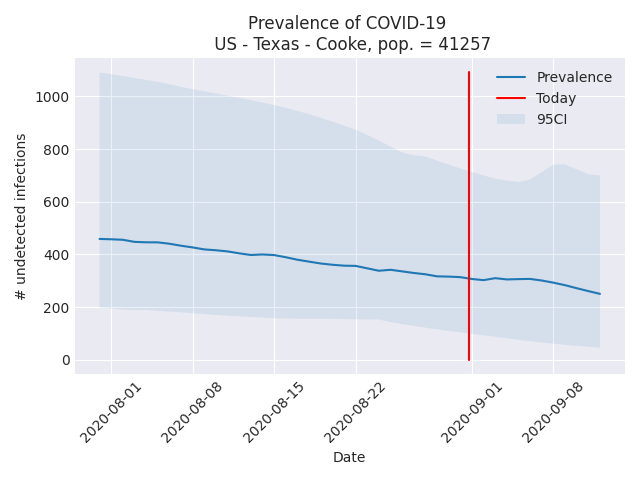 Prevalence of COVID-19
US - Texas - Cooke, pop. = 41257
Prevalence
Today
95CI
# undetected infections
1000
800
600
400
200
0
2020-08-01
2020-08-08
2020-08-15
2020-08-22
2020-09-01
2020-09-08
Date